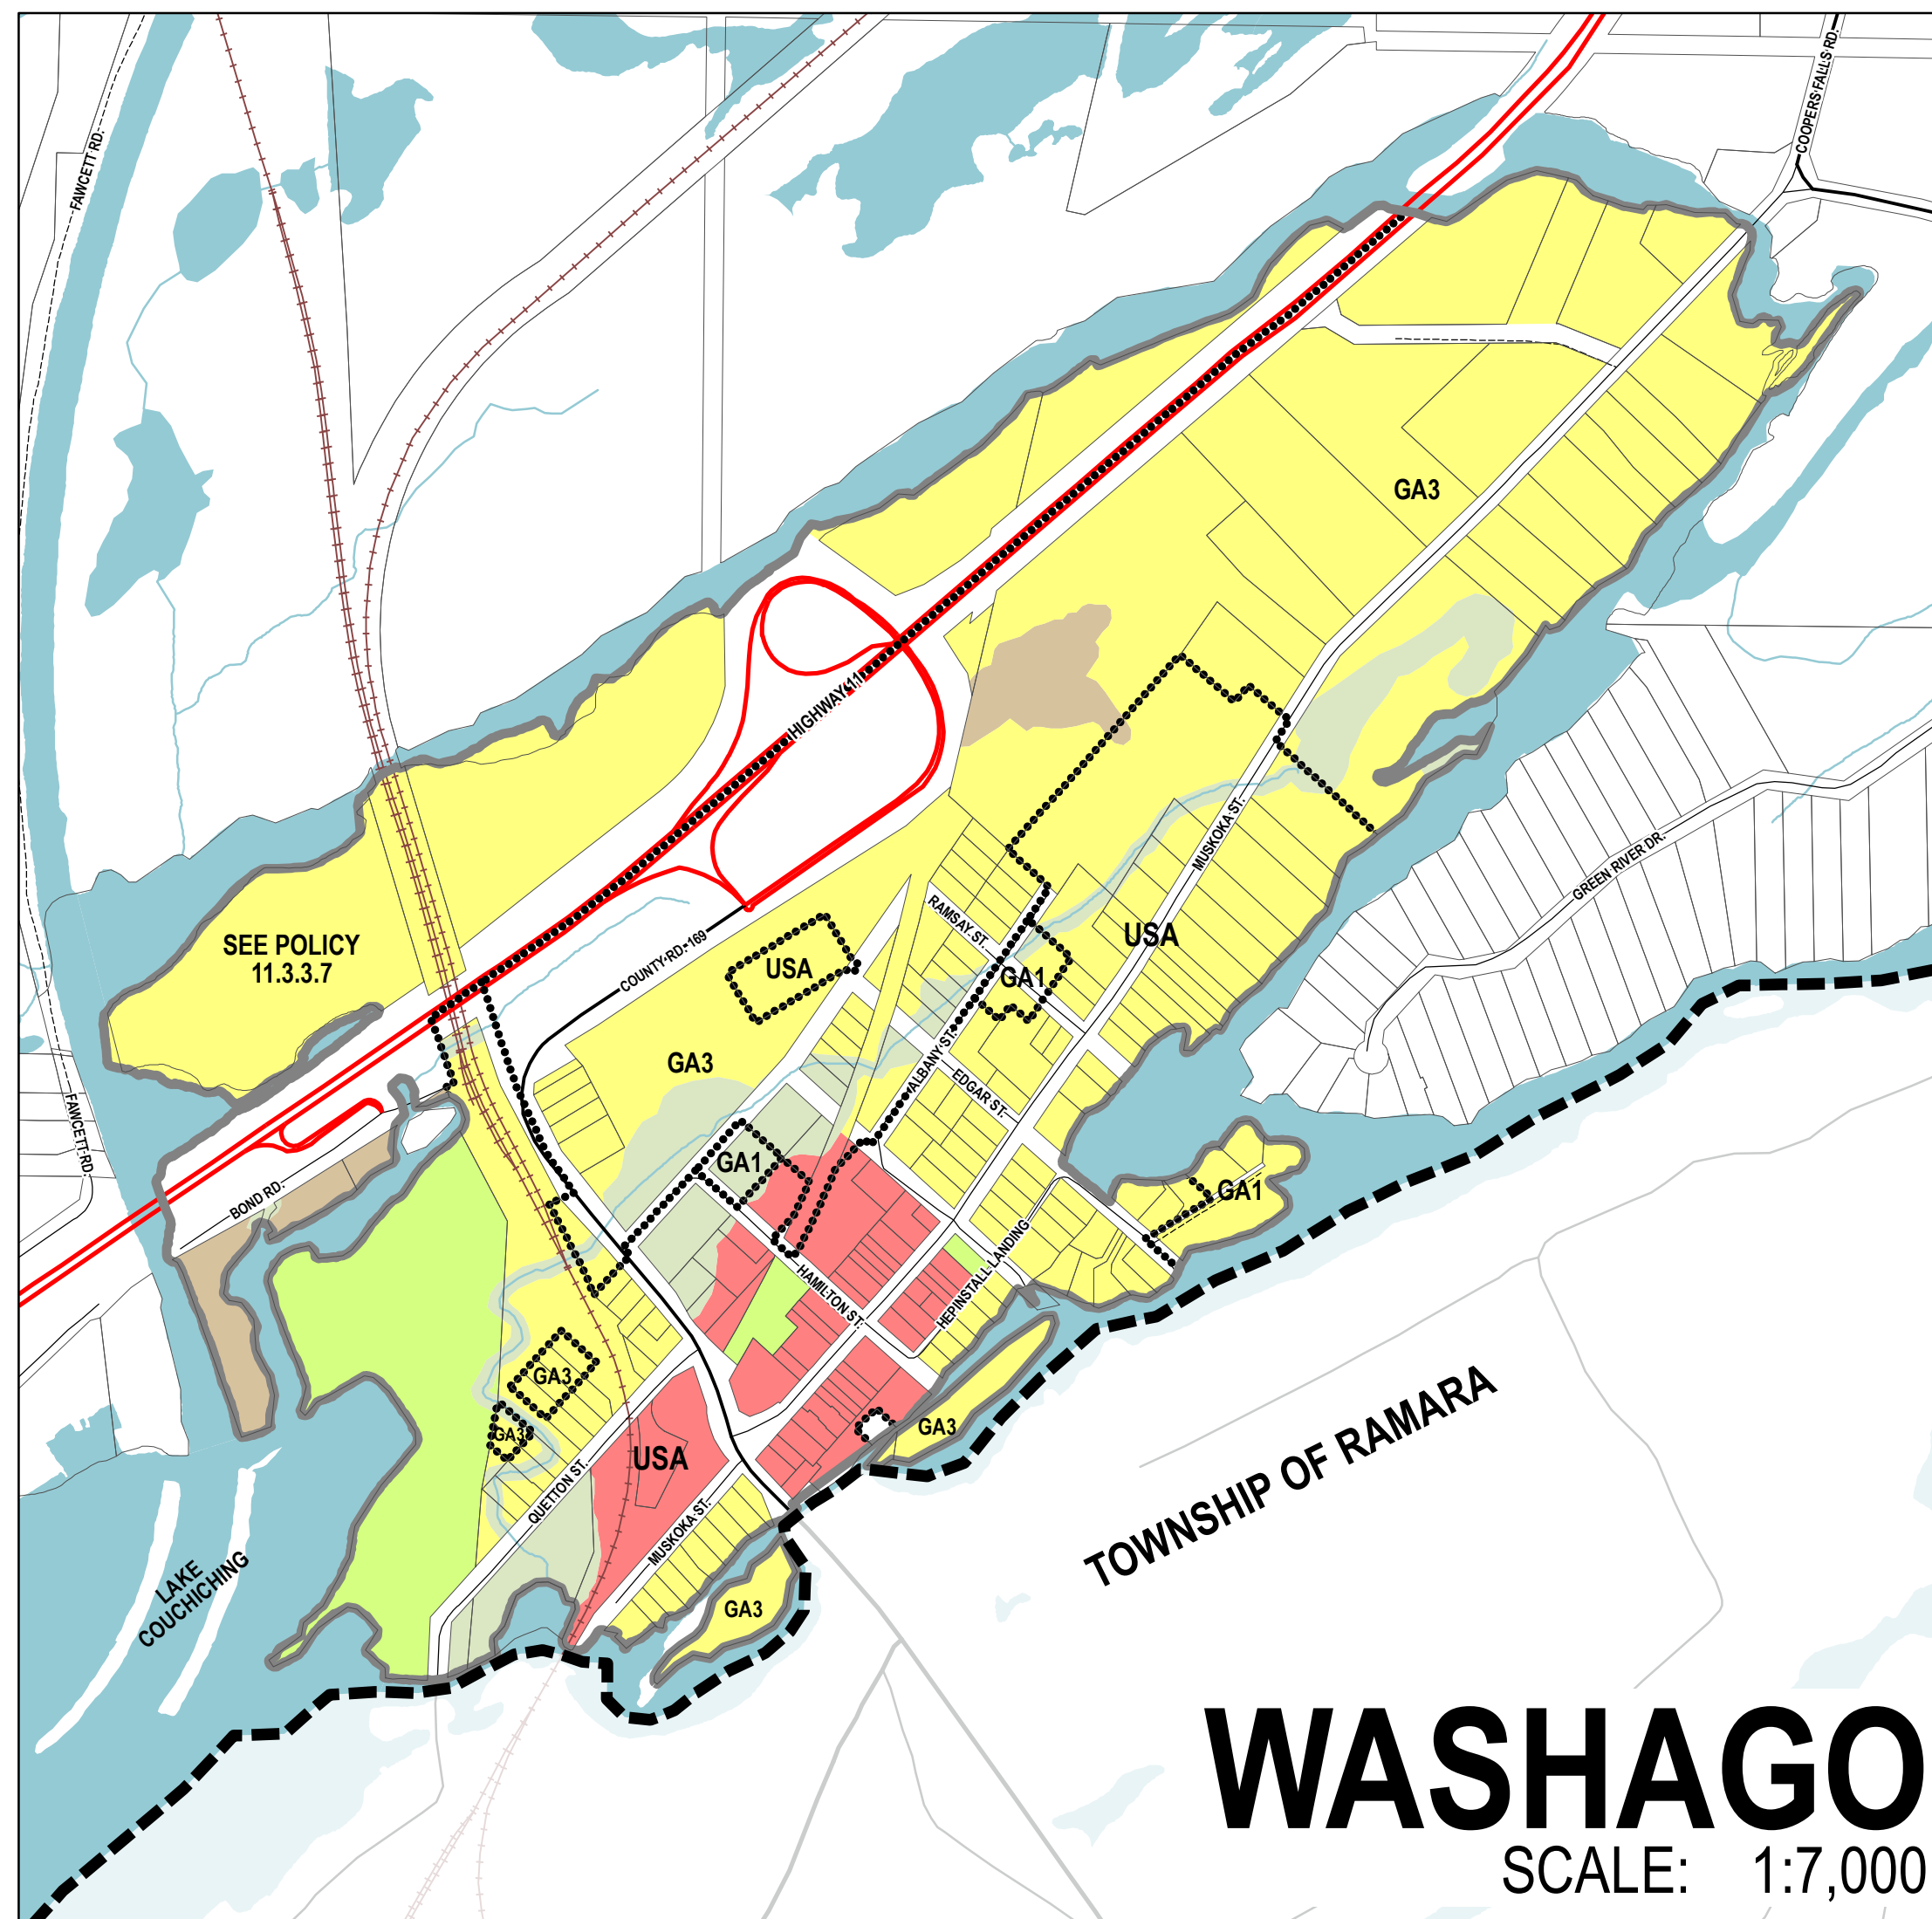 COOPERS FALLS RD.
FAWCETT RD.
GA3
HIGHWAY 11
MUSKOKA ST.
GREEN RIVER DR.
SEE POLICY
11.3.3.7
RAMSAY ST.
USA
COUNTY RD. 169
USA
GA1
GA3
ALBANY ST.
EDGAR ST.
FAWCETT RD.
GA1
BOND RD.
GA1
HEPINSTALL LANDING
HAMILTON ST.
GA3
GA3
GA3
USA
QUETTON ST.
MUSKOKA ST.
TOWNSHIP OF RAMARA
LAKE
COUCHICHING
GA3
WASHAGO
SCALE: 1:7,000